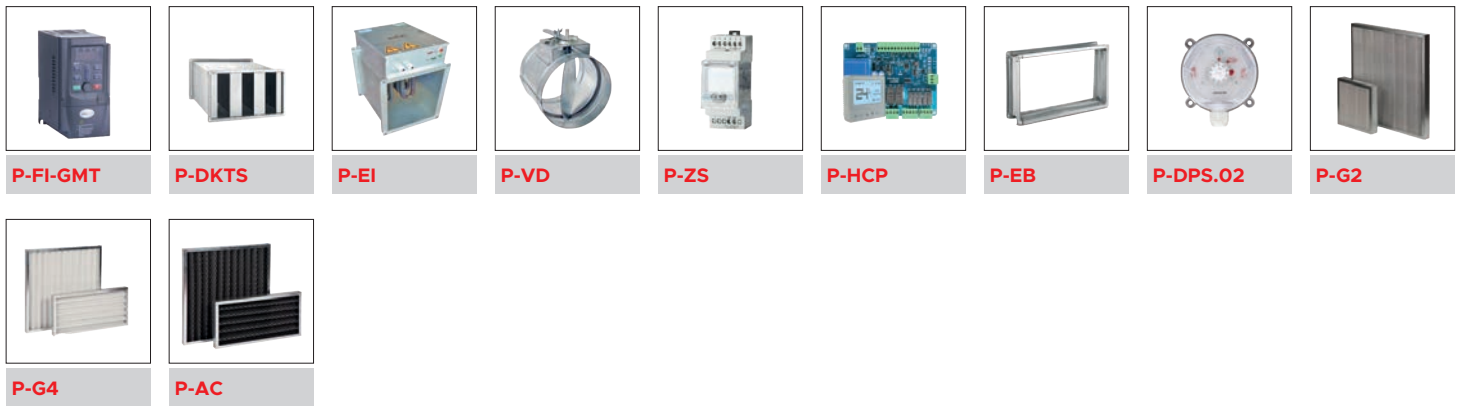 P-FI-GMT
P-DKTS
P-EI
P-VD
P-ZS
P-HCP
P-EB
P-DPS.02
P-G2
P-G4
P-AC